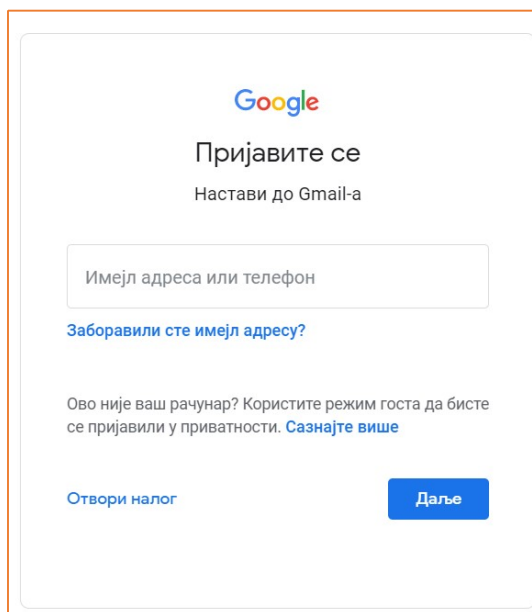 Google
Пријавите се
Настави до Gmail-а
Имејл адреса или телефон
Заборавили сте имејл адресу?
Ово није ваш рачунар? Користите режим госта да бисте
се пријавили у приватности. Сазнајте више
Отвори налог
Даље